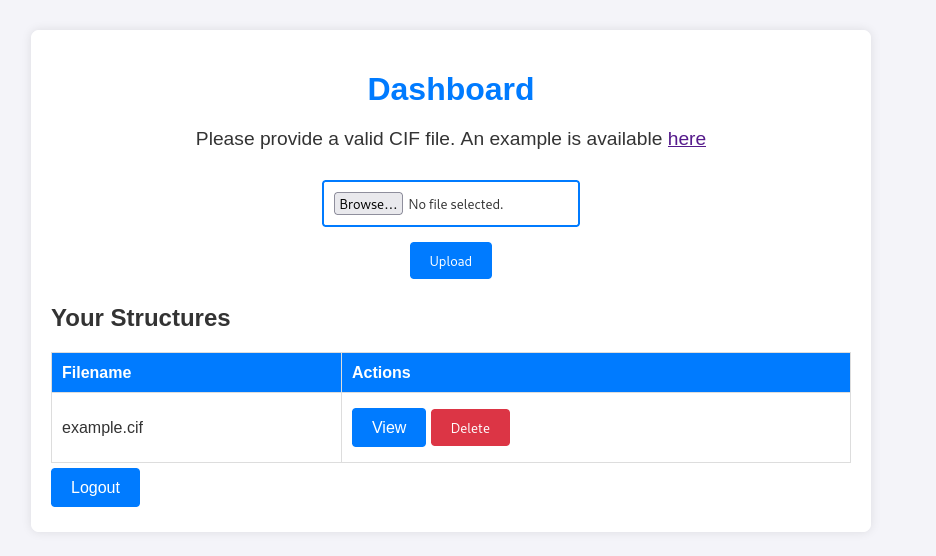 Dashboard
Please provide a valid CIF file. An example is available here
Browse... No file selected.
Upload
Your Structures
Filename Actions
example.cif View Delete
Logout